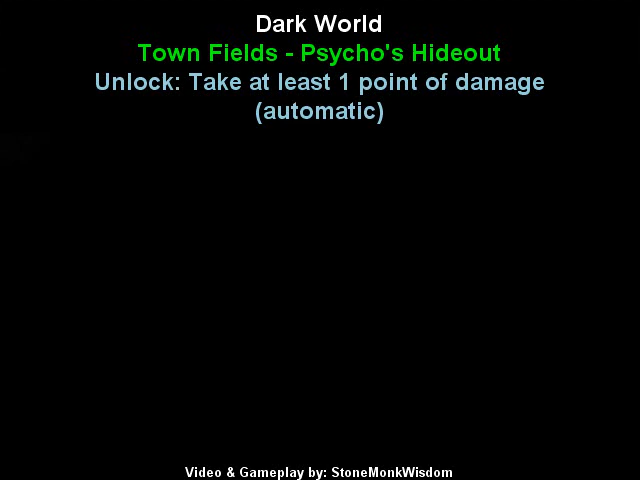 Dark World
Town Fields - Psycho's Hideout
Unlock: Take at least 1 point of damage
(automatic)
Video & Gameplay by: StoneMonkWisdom